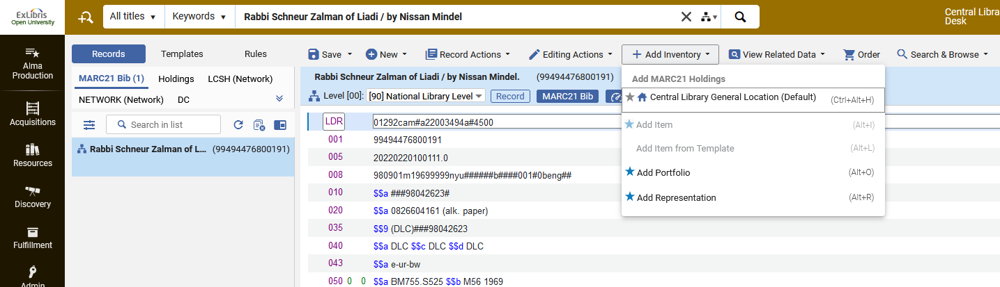 ExLibris
Open University
All titles
Keywords
Rabbi Schneur Zalman of Liadi / by Nissan Mindel
Central Libra
Desk
Alma
Production
Acquisitions
Resources
Discovery
Fulfillment
Admin
Records
Templates
Rules
MARC21 Bib (1)
Holdings
LCSH (Network)
NETWORK (Network)
DC
Search in list
Rabbi Schneur Zalman of L... (99494476800191)
Save
New
Record Actions
Editing Actions
Add Inventory
View Related Data
Order
Search & Browse
Rabbi Schneur Zalman of Liadi / by Nissan Mindel. (99494476800191)
Level [00]: [90] National Library Level
Record
MARC21 Bib
LDR 01292cam#a22003494a#4500
001 99494476800191
005 20220220100111.0
008 980901m19699999nyu######b####001#0beng##
010 $$a ###98042623#
020 $$a 0826604161 (alk. paper)
035 $$9 (DLC)###98042623
040 $$a DLC $$c DLC $$d DLC
043 $$a e-ur-bw
050 0 0 $$a BM755.S525 $$b M56 1969
Add MARC21 Holdings
Central Library General Location (Default) (Ctrl+Alt+H)
Add Item (Alt+I)
Add Item from Template (Alt+L)
Add Portfolio (Alt+O)
Add Representation (Alt+R)